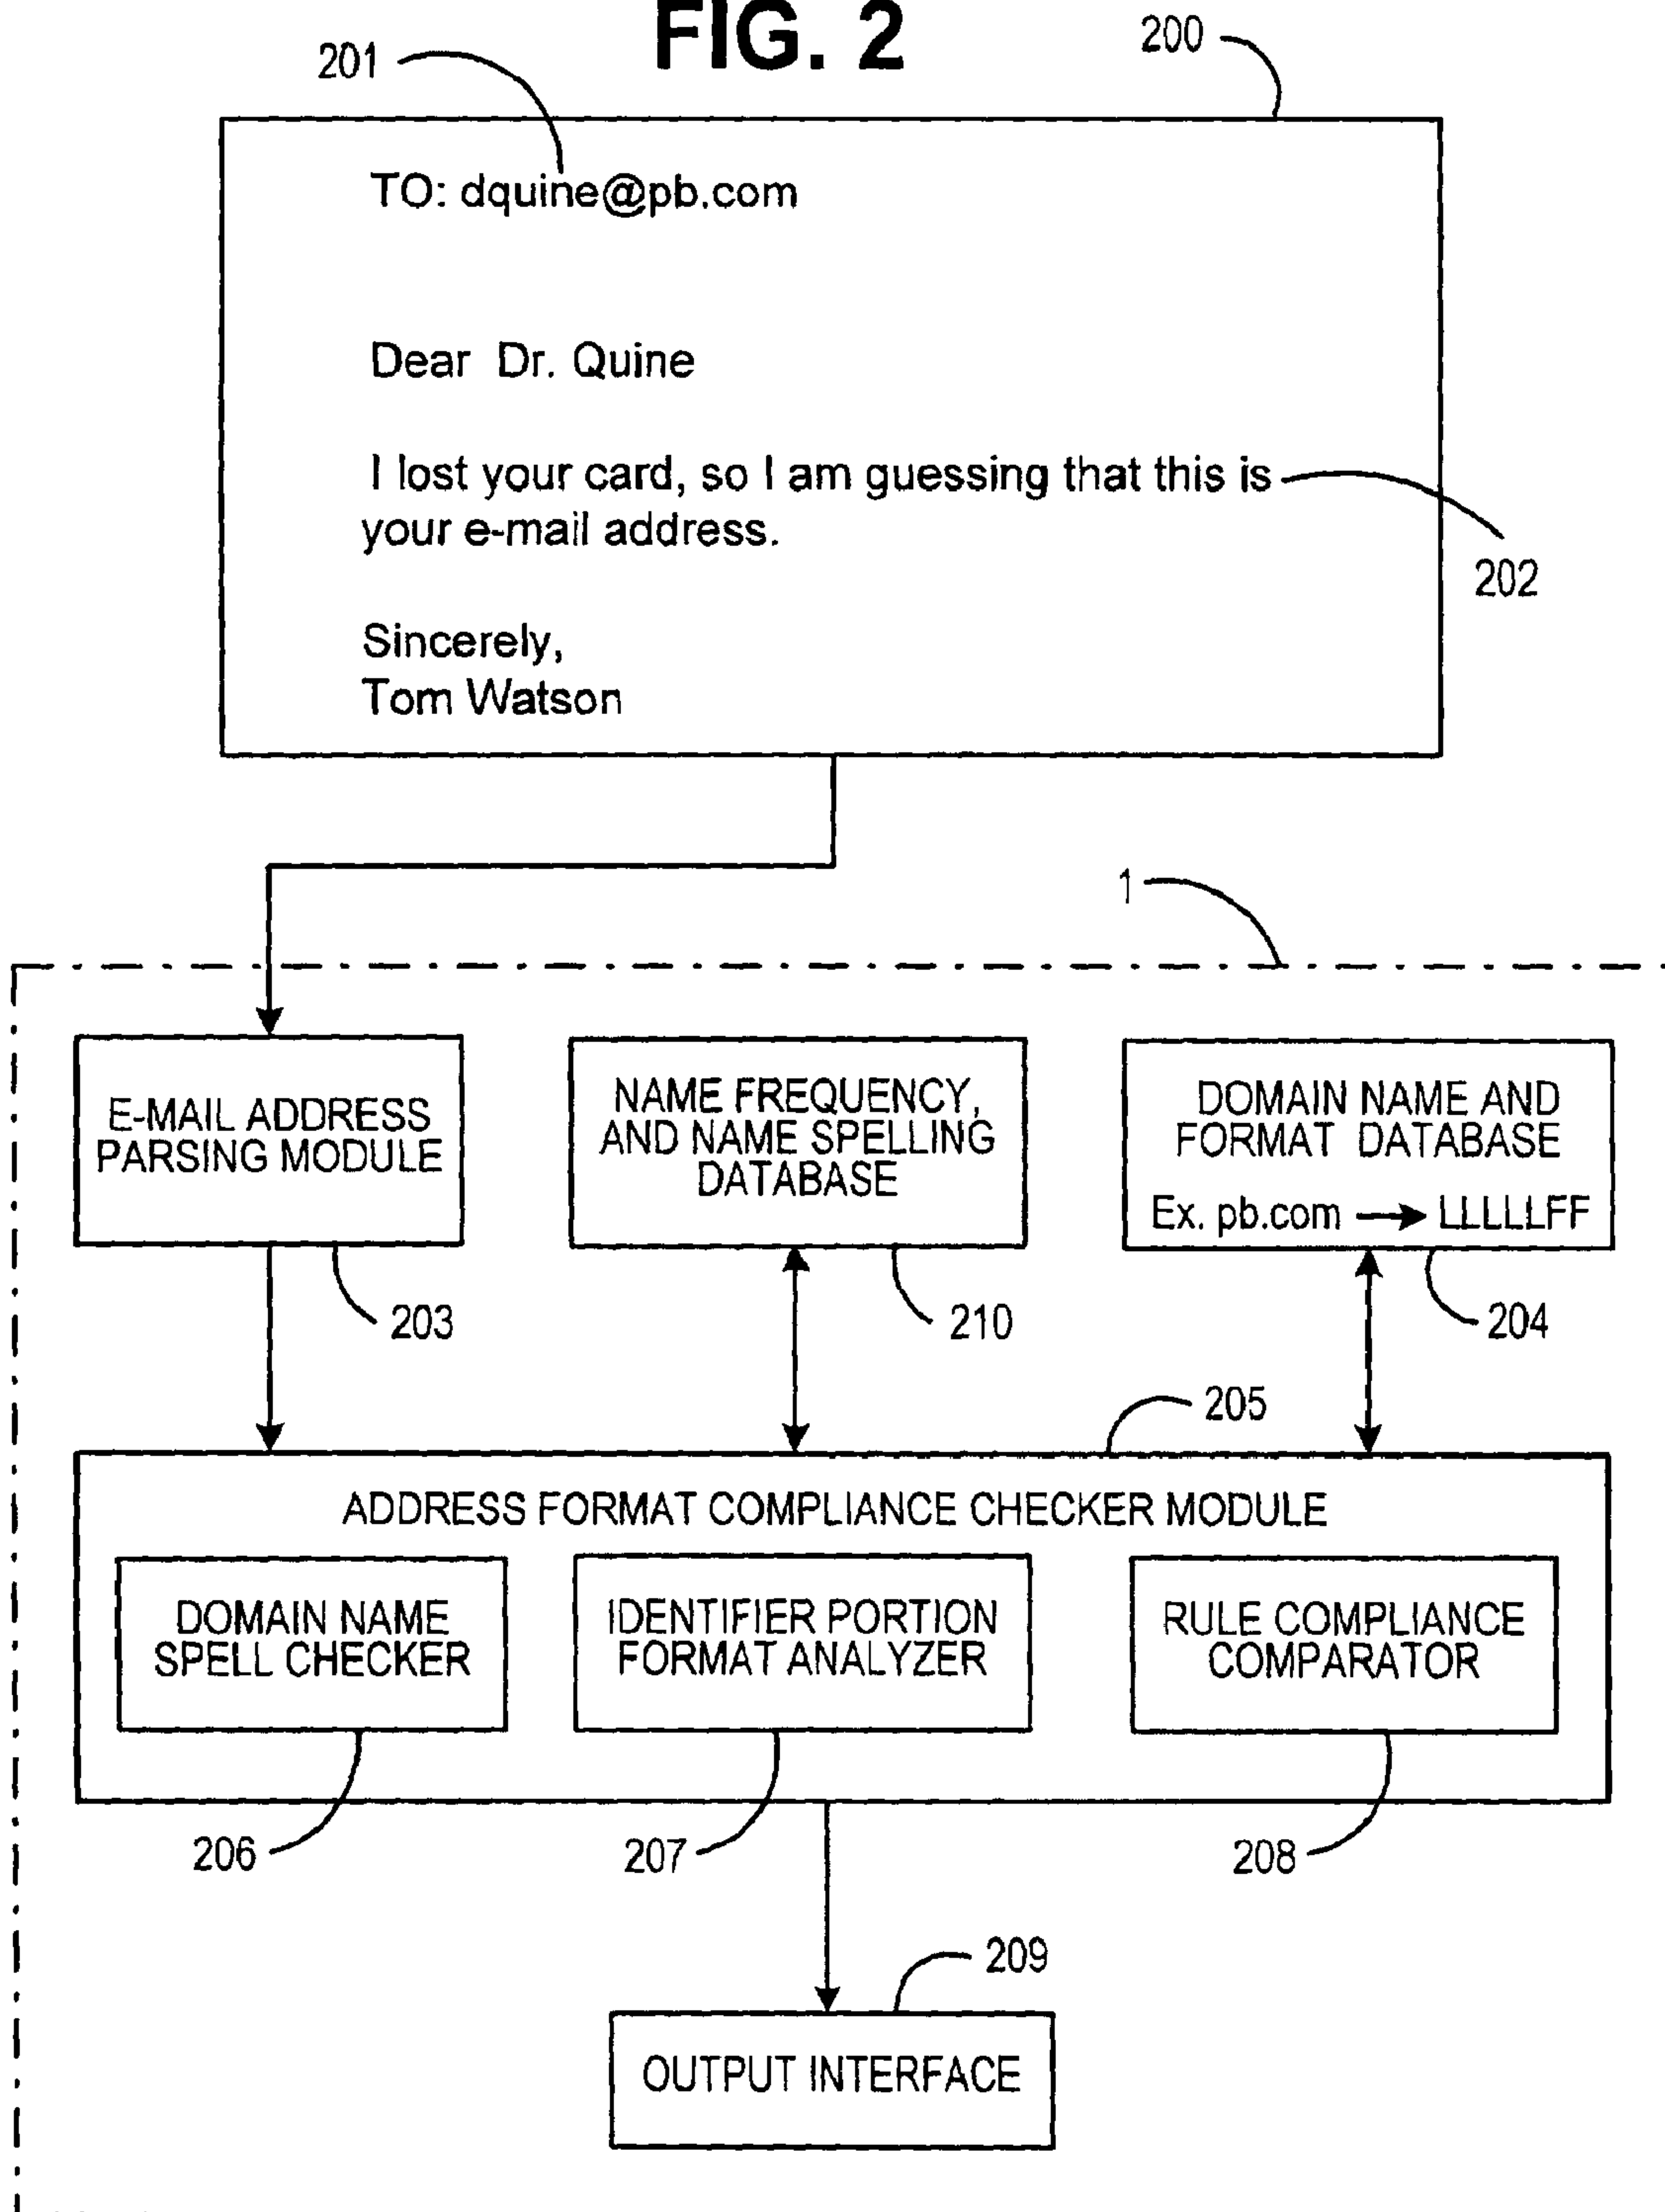 FIG. 2
201
200
TO: dquine@pb.com
Dear Dr. Quine
I lost your card, so I am guessing that this is
your e-mail address.
202
Sincerely,
Tom Watson
1
E-MAIL ADDRESS
PARSING MODULE
203
NAME FREQUENCY,
AND NAME SPELLING
DATABASE
210
DOMAIN NAME AND
FORMAT DATABASE
Ex. pb.com → LLLLLFF
204
205
ADDRESS FORMAT COMPLIANCE CHECKER MODULE
DOMAIN NAME
SPELL CHECKER
206
IDENTIFIER PORTION
FORMAT ANALYZER
207
RULE COMPLIANCE
COMPARATOR
208
209
OUTPUT INTERFACE